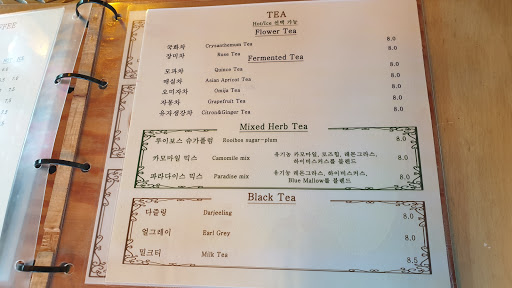 FFEE
TEA
Hot/Ice 선택 가능
Flower Tea
국화차 Crysanthemum Tea 8.0
장미차 Rose Tea 8.0
Fermented Tea
모과차 Quince Tea 8.0
매실차 Asian Apricot Tea 8.0
오미자차 Omija Tea 8.0
자몽차 Grapefruit Tea 8.0
유자생강차 Citron&Ginger Tea 8.0
Mixed Herb Tea
루이보스 슈가플럼 Rooibos sugar-plum 8.0
카모마일 믹스 Camomile mix 유기농 카모마일, 로즈힙, 레몬그라스, 8.0
하이비스커스를 블렌드
파라다이스 믹스 Paradise mix 유기농 레몬그라스, 하이비스커스, 8.0
Blue Mallow를 블렌드
Black Tea
다즐링 Darjeeling 8.0
얼그레이 Earl Grey 8.0
밀크티 Milk Tea 8.5